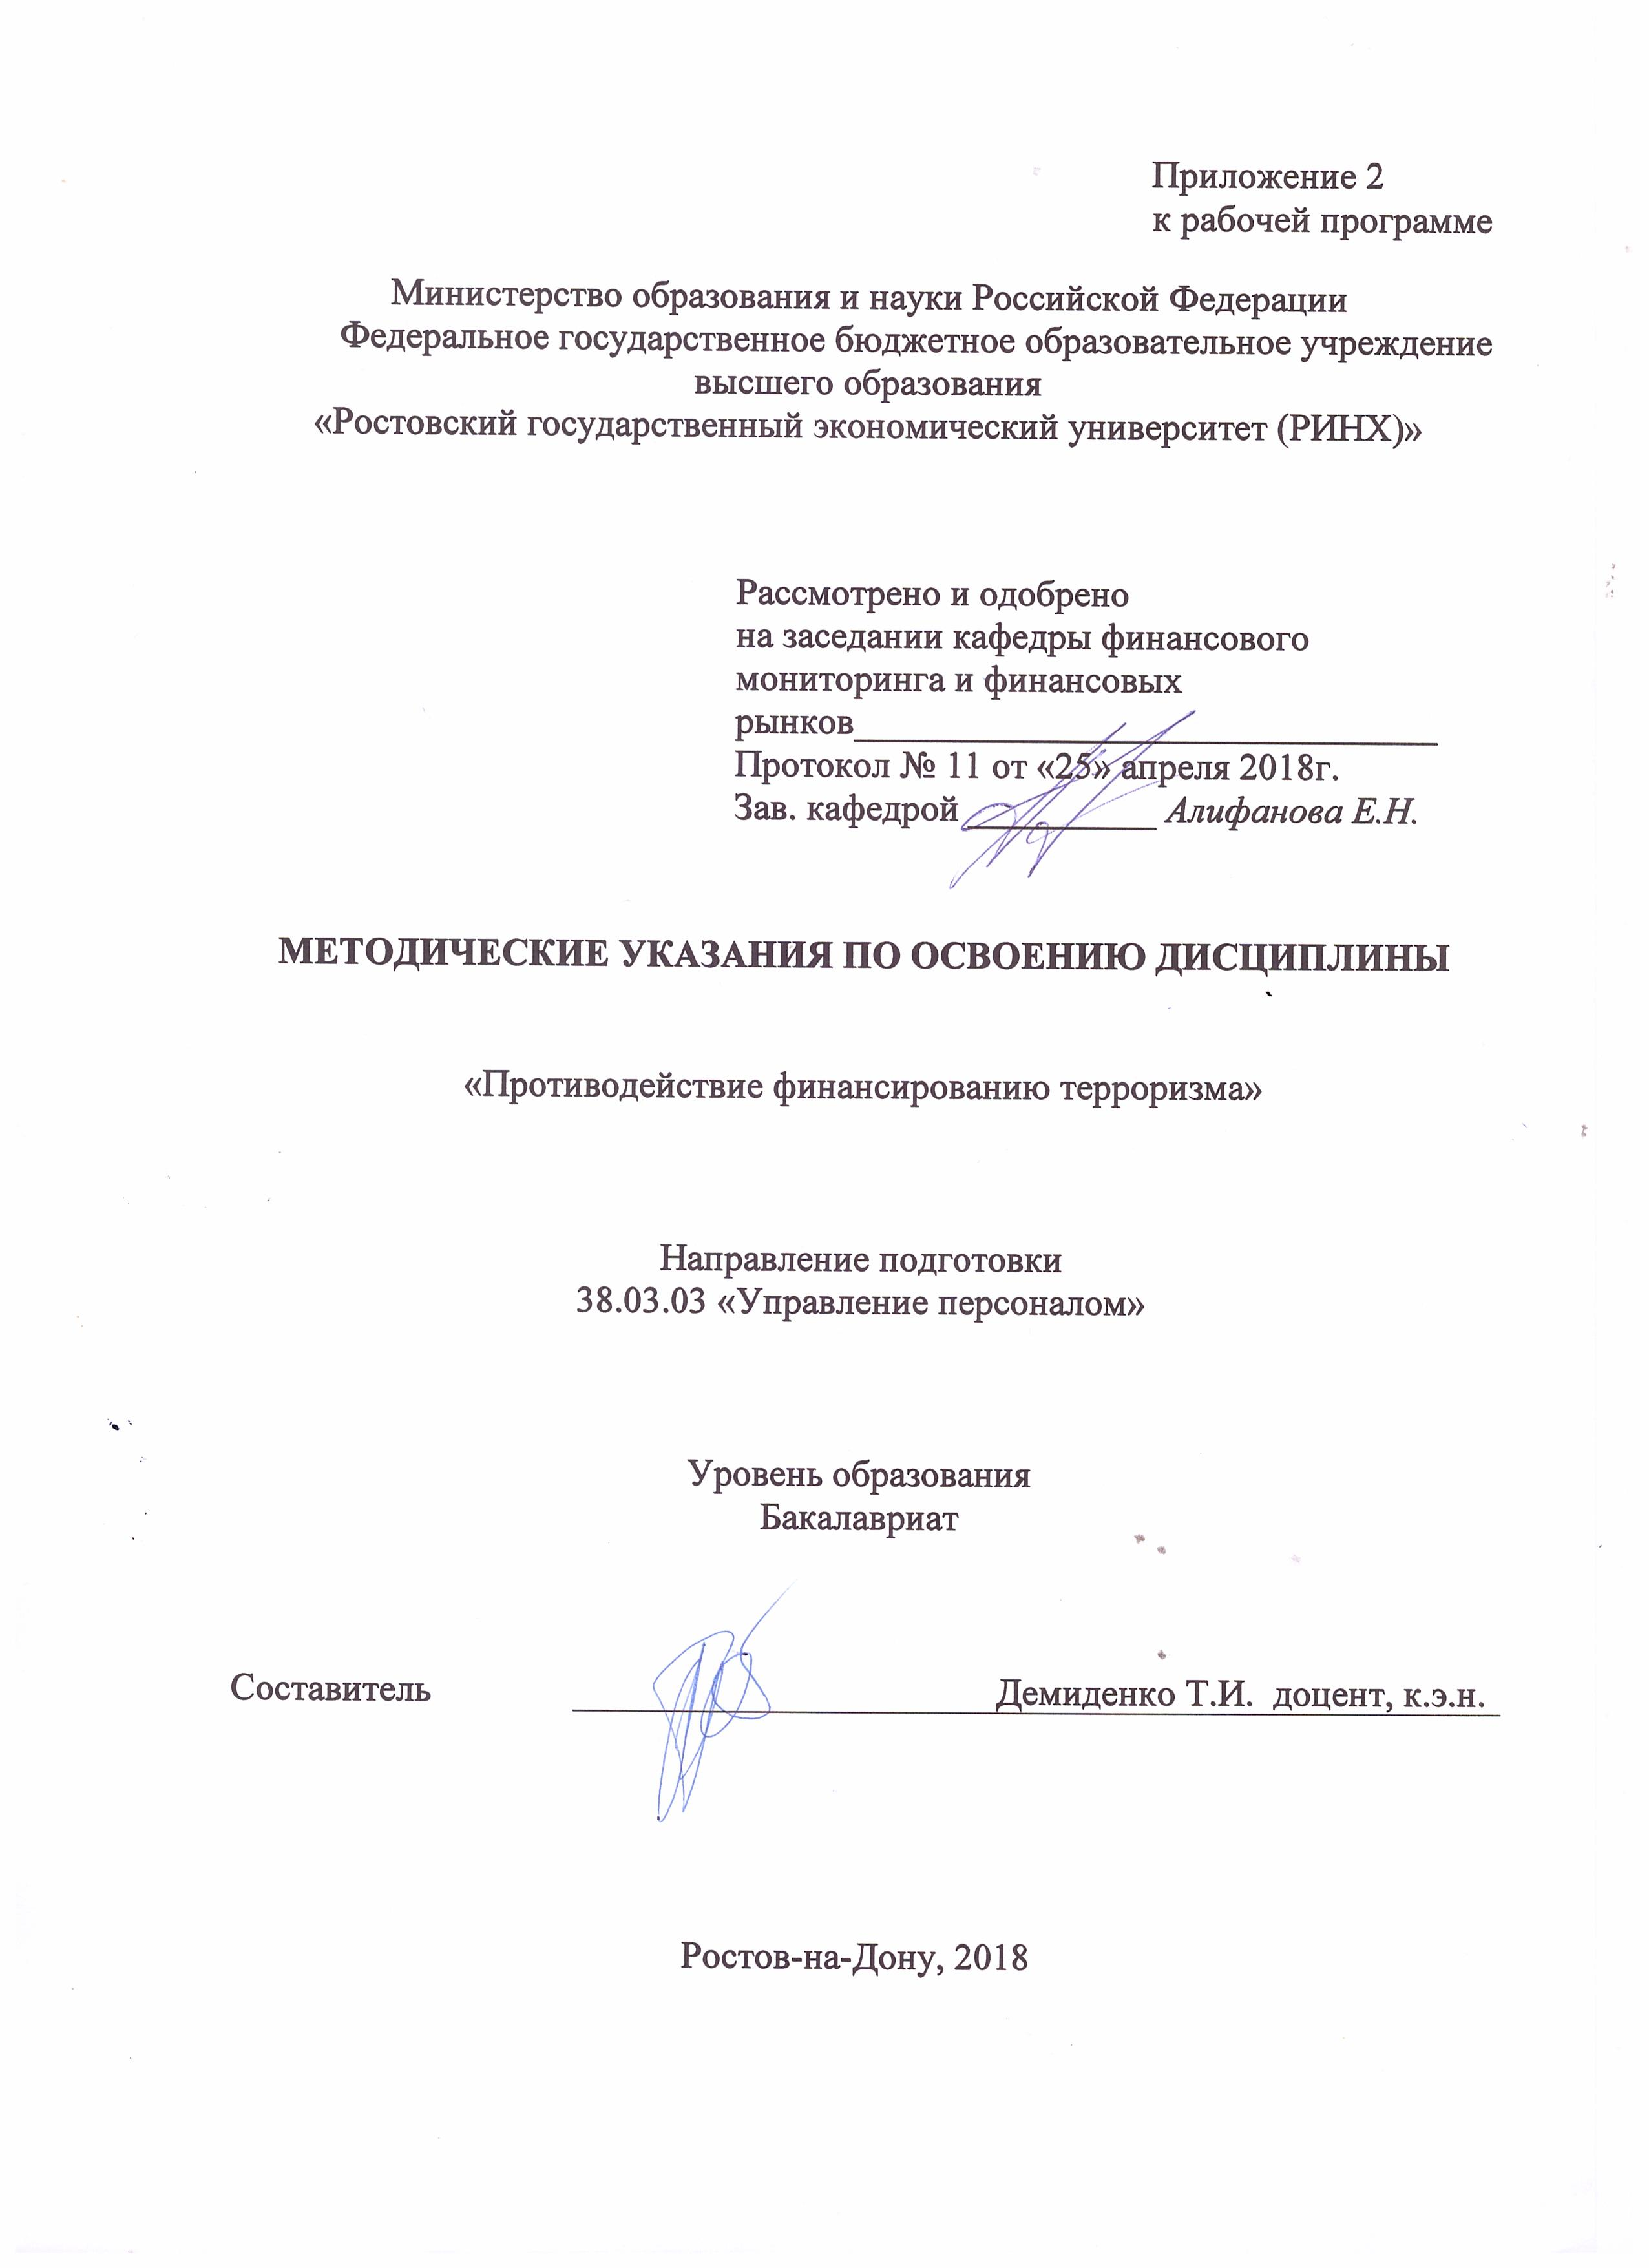 Приложение 2
к рабочей программе
Министерство образования и науки Российской Федерации
Федеральное государственное бюджетное образовательное учреждение
высшего образования
«Ростовский государственный экономический университет (РИНХ)»
Рассмотрено и одобрено
на заседании кафедры финансового
мониторинга и финансовых
рынков
Протокол № 11 от «25» апреля 2018г.
Зав. кафедрой Алифанова Е.Н.
МЕТОДИЧЕСКИЕ УКАЗАНИЯ ПО ОСВОЕНИЮ ДИСЦИПЛИНЫ
«Противодействие финансированию терроризма»
Направление подготовки
38.03.03 «Управление персоналом»
Уровень образования
Бакалавриат
Составитель Демиденко Т.И. доцент, к.э.н.
Ростов-на-Дону, 2018